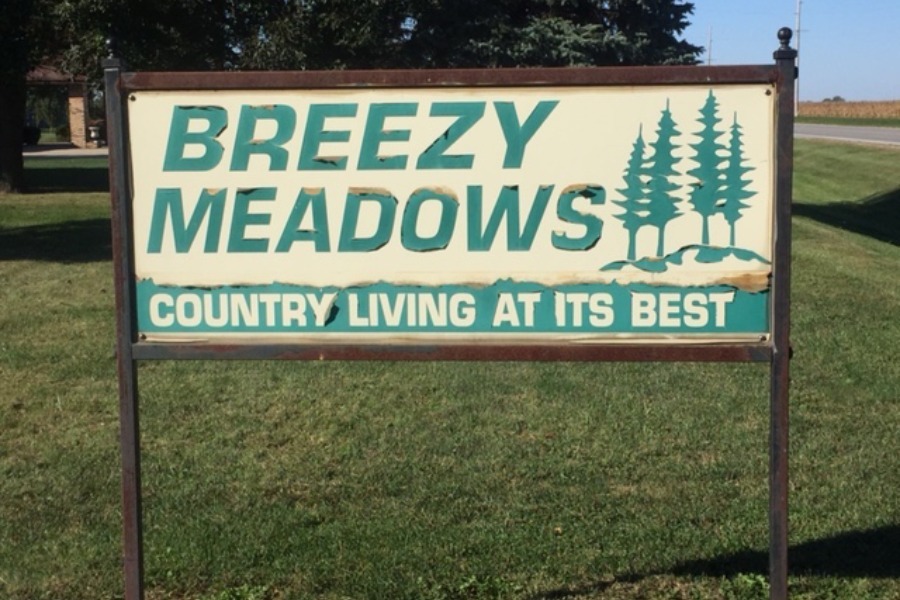 BREEZY
MEADOWS
COUNTRY LIVING AT ITS BEST